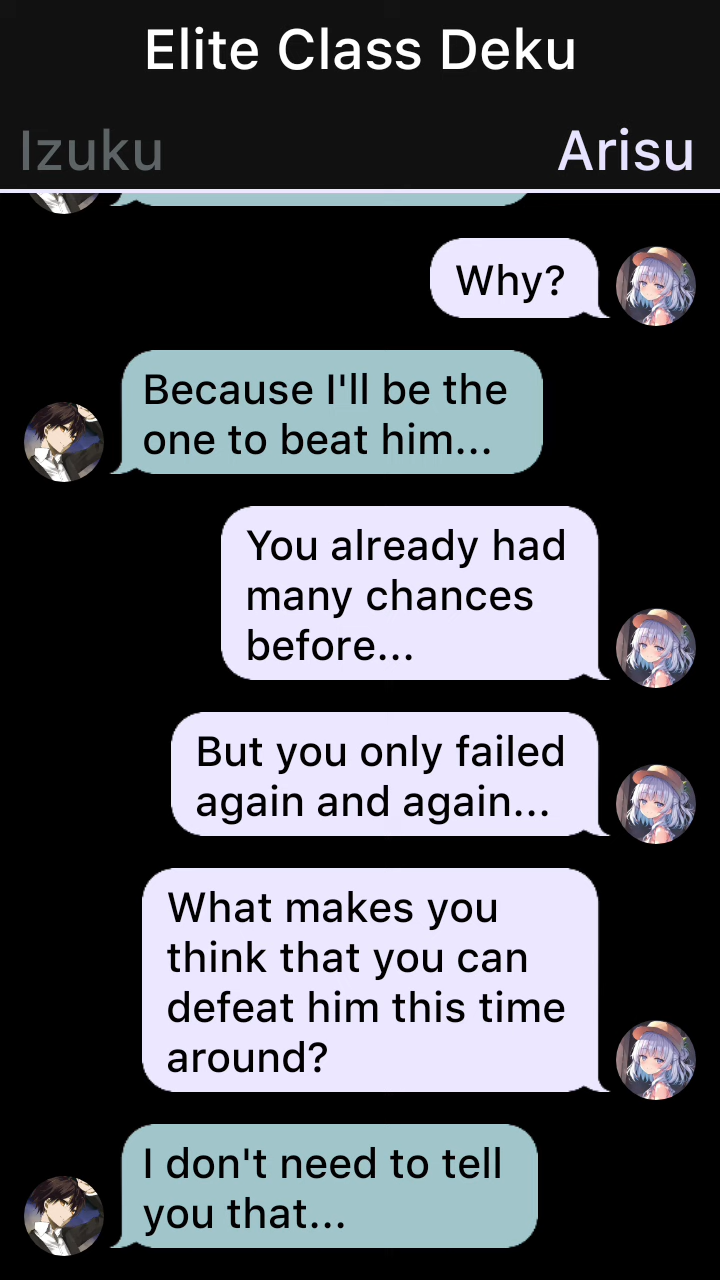 Elite Class Deku
Izuku
Arisu
Why?
Because I'll be the
one to beat him...
You already had
many chances
before...
But you only failed
again and again...
What makes you
think that you can
defeat him this time
around?
I don't need to tell
you that...